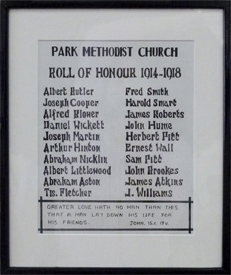 PARK METHODIST CHURCH
ROLL OF HONOUR 1914-1918
Albert Butler Fred Smith
Joseph Cooper Harold Smart
Alfred Blower James Roberts
Daniel Wickett John Hume
Joseph Martin Herbert Pitt
Arthur Hinton Ernest Wall
Abraham Nicklin Sam Pitt
Albert Littlewood John Brookes
Abraham Aston James Atkins
Tm. Fletcher J. Williams
GREATER LOVE HATH NO MAN THAN THIS
THAT A MAN LAY DOWN HIS LIFE FOR
HIS FRIENDS. JOHN.